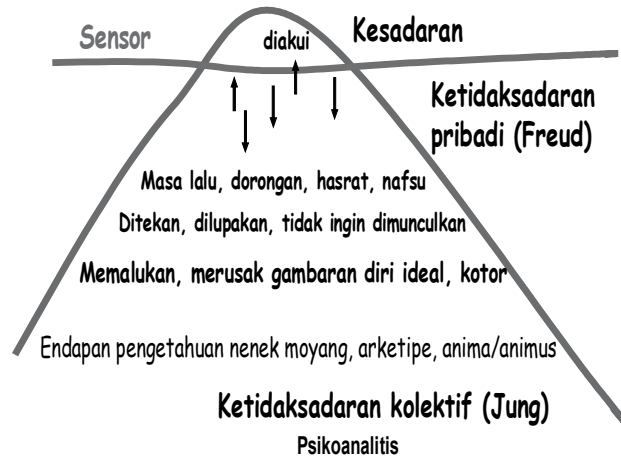 Sensor
diakui
Kesadaran
Ketidaksadaran
pribadi (Freud)
Masa lalu, dorongan, hasrat, nafsu
Ditekan, dilupakan, tidak ingin dimunculkan
Memalukan, merusak gambaran diri ideal, kotor
Endapan pengetahuan nenek moyang, arketipe, anima/animus
Ketidaksadaran kolektif (Jung)
Psikoanalitis